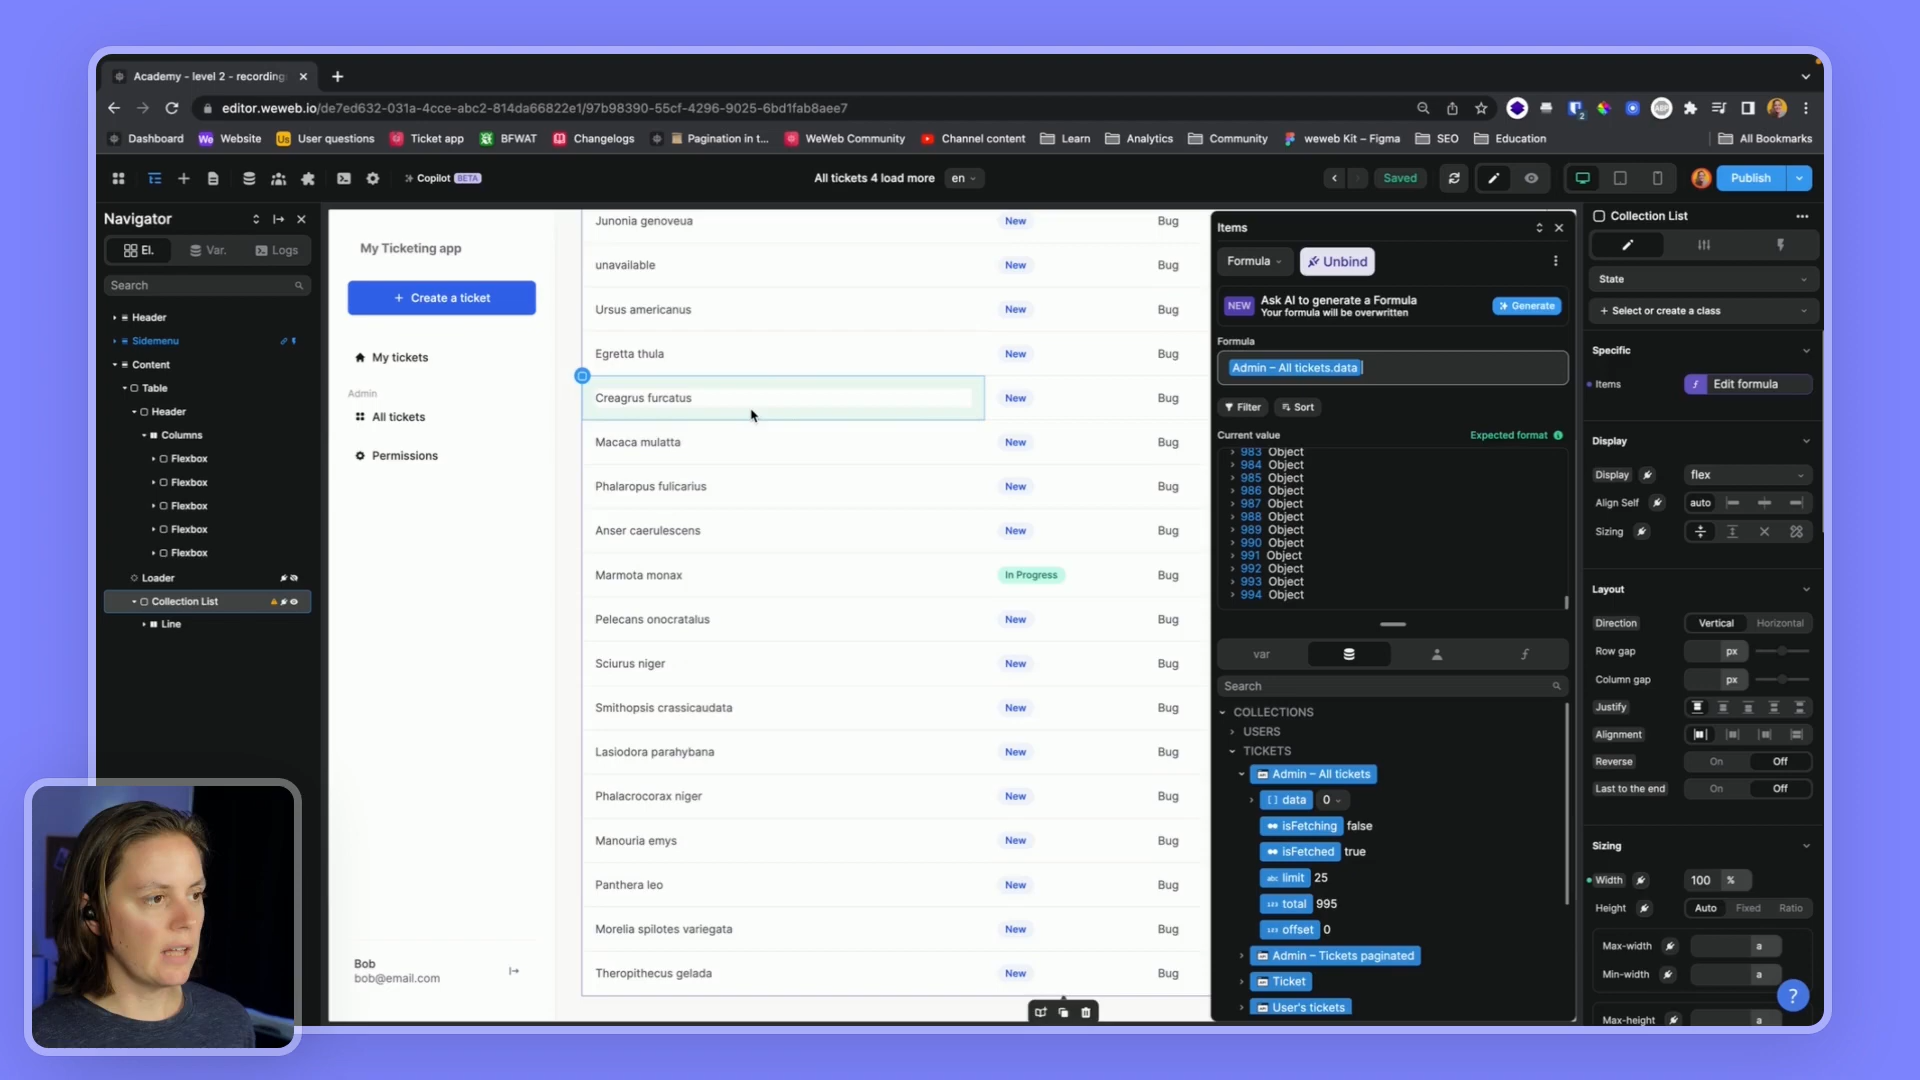 Academy - level 2 - recording
editor.weweb.io/de7ed632-031a-4cce-abc2-814da66822e1/97b98390-55cf-4296-9025-6bd1fab8aee7
Dashboard
We Website
Us User questions
Ticket app
BFWAT
Changelogs
Pagination in t...
WeWeb Community
Channel content
Learn
Analytics
Community
weweb Kit – Figma
SEO
Education
All Bookmarks
Copilot BETA
All tickets 4 load more
en
Saved
Publish
Navigator
El.
Var.
Logs
Search
Header
Sidemenu
Content
Table
Header
Columns
Flexbox
Flexbox
Flexbox
Flexbox
Flexbox
Loader
Collection List
Line
My Ticketing app
+ Create a ticket
My tickets
Admin
All tickets
Permissions
Bob
bob@email.com
Junonia genoveua New Bug
unavailable New Bug
Ursus americanus New Bug
Egretta thula New Bug
Creagrus furcatus New Bug
Macaca mulatta New Bug
Phalaropus fulicarius New Bug
Anser caerulescens New Bug
Marmota monax In Progress Bug
Pelecans onocratalus New Bug
Sciurus niger New Bug
Smithopsis crassicaudata New Bug
Lasiodora parahybana New Bug
Phalacrocorax niger New Bug
Manouria emys New Bug
Panthera leo New Bug
Morelia spilotes variegata New Bug
Theropithecus gelada New Bug
Items
Formula
Unbind
NEW
Ask AI to generate a Formula
Your formula will be overwritten
Generate
Formula
Admin – All tickets.data
Filter
Sort
Current value
Expected format
983 Object
984 Object
985 Object
986 Object
987 Object
988 Object
989 Object
990 Object
991 Object
992 Object
993 Object
994 Object
var
Search
COLLECTIONS
USERS
TICKETS
Admin – All tickets
[ ] data 0
isFetching false
isFetched true
abc limit 25
123 total 995
123 offset 0
Admin – Tickets paginated
Ticket
User's tickets
Collection List
State
+ Select or create a class
Specific
Items
Edit formula
Display
Display flex
Align Self auto
Sizing
Layout
Direction Vertical Horizontal
Row gap px
Column gap px
Justify
Alignment
Reverse On Off
Last to the end On Off
Sizing
Width 100 %
Height Auto Fixed Ratio
Max-width a
Min-width a
Max-height a
?